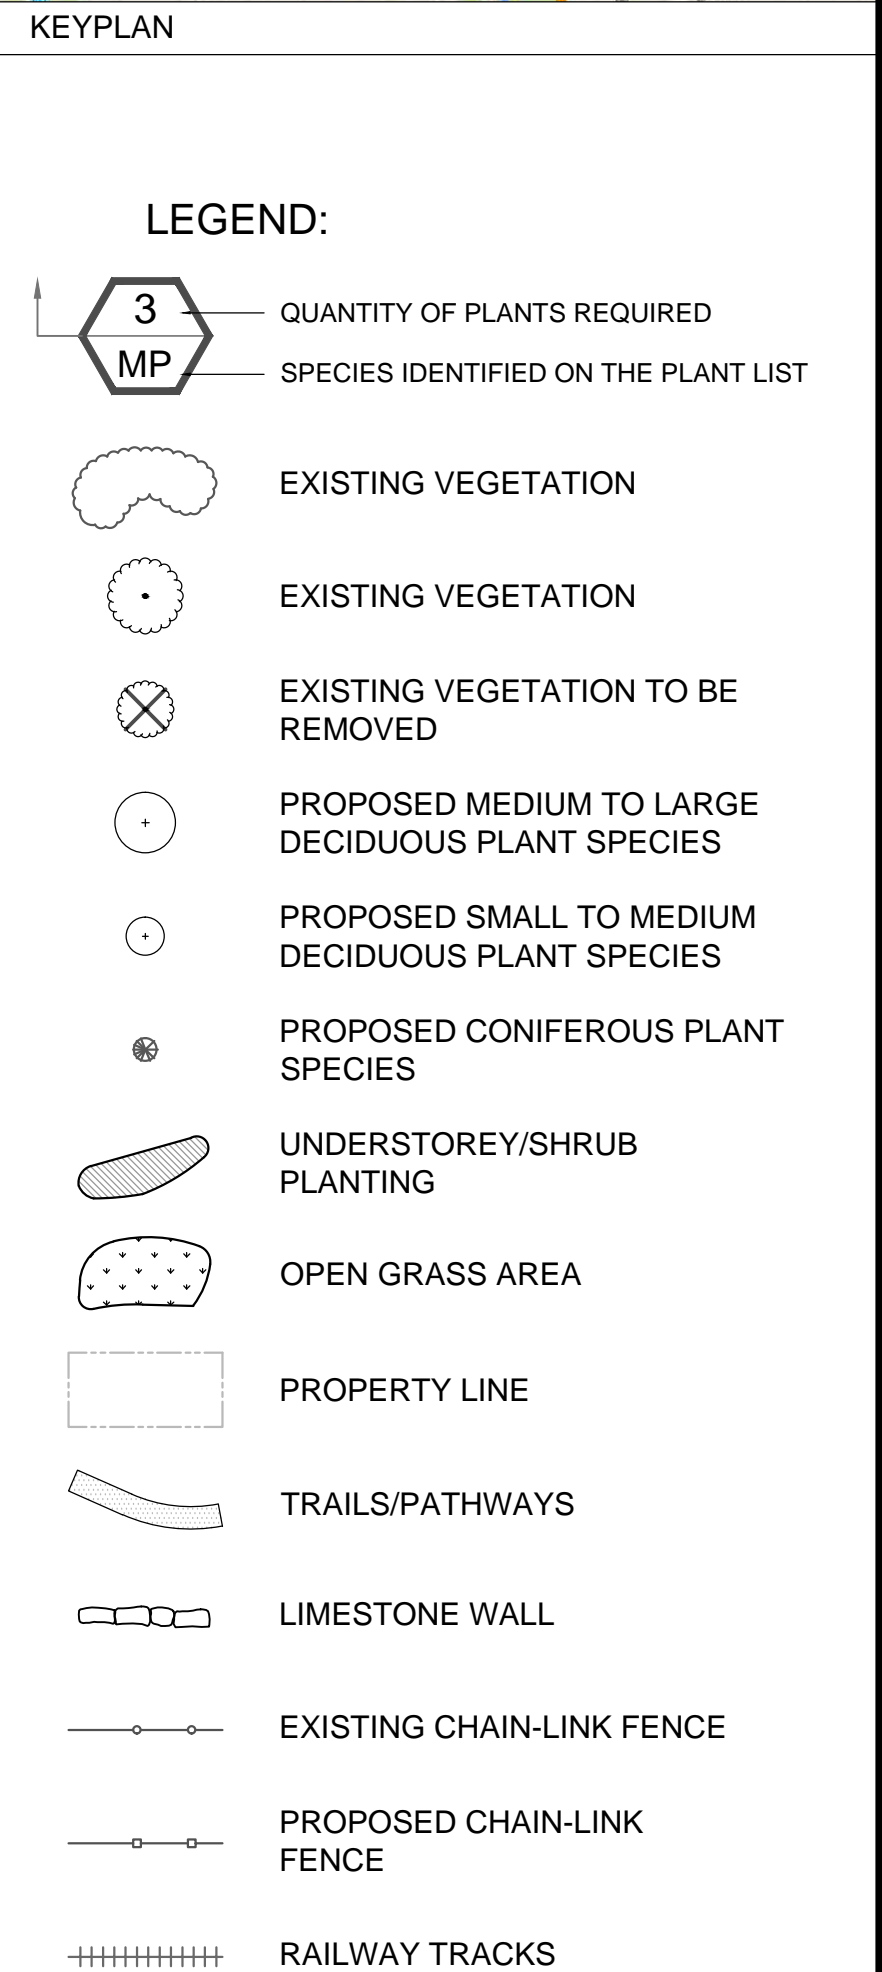 KEYPLAN
LEGEND:
3
QUANTITY OF PLANTS REQUIRED
MP
SPECIES IDENTIFIED ON THE PLANT LIST
EXISTING VEGETATION
EXISTING VEGETATION
EXISTING VEGETATION TO BE
REMOVED
PROPOSED MEDIUM TO LARGE
DECIDUOUS PLANT SPECIES
PROPOSED SMALL TO MEDIUM
DECIDUOUS PLANT SPECIES
PROPOSED CONIFEROUS PLANT
SPECIES
UNDERSTOREY/SHRUB
PLANTING
OPEN GRASS AREA
PROPERTY LINE
TRAILS/PATHWAYS
LIMESTONE WALL
EXISTING CHAIN-LINK FENCE
PROPOSED CHAIN-LINK
FENCE
RAILWAY TRACKS